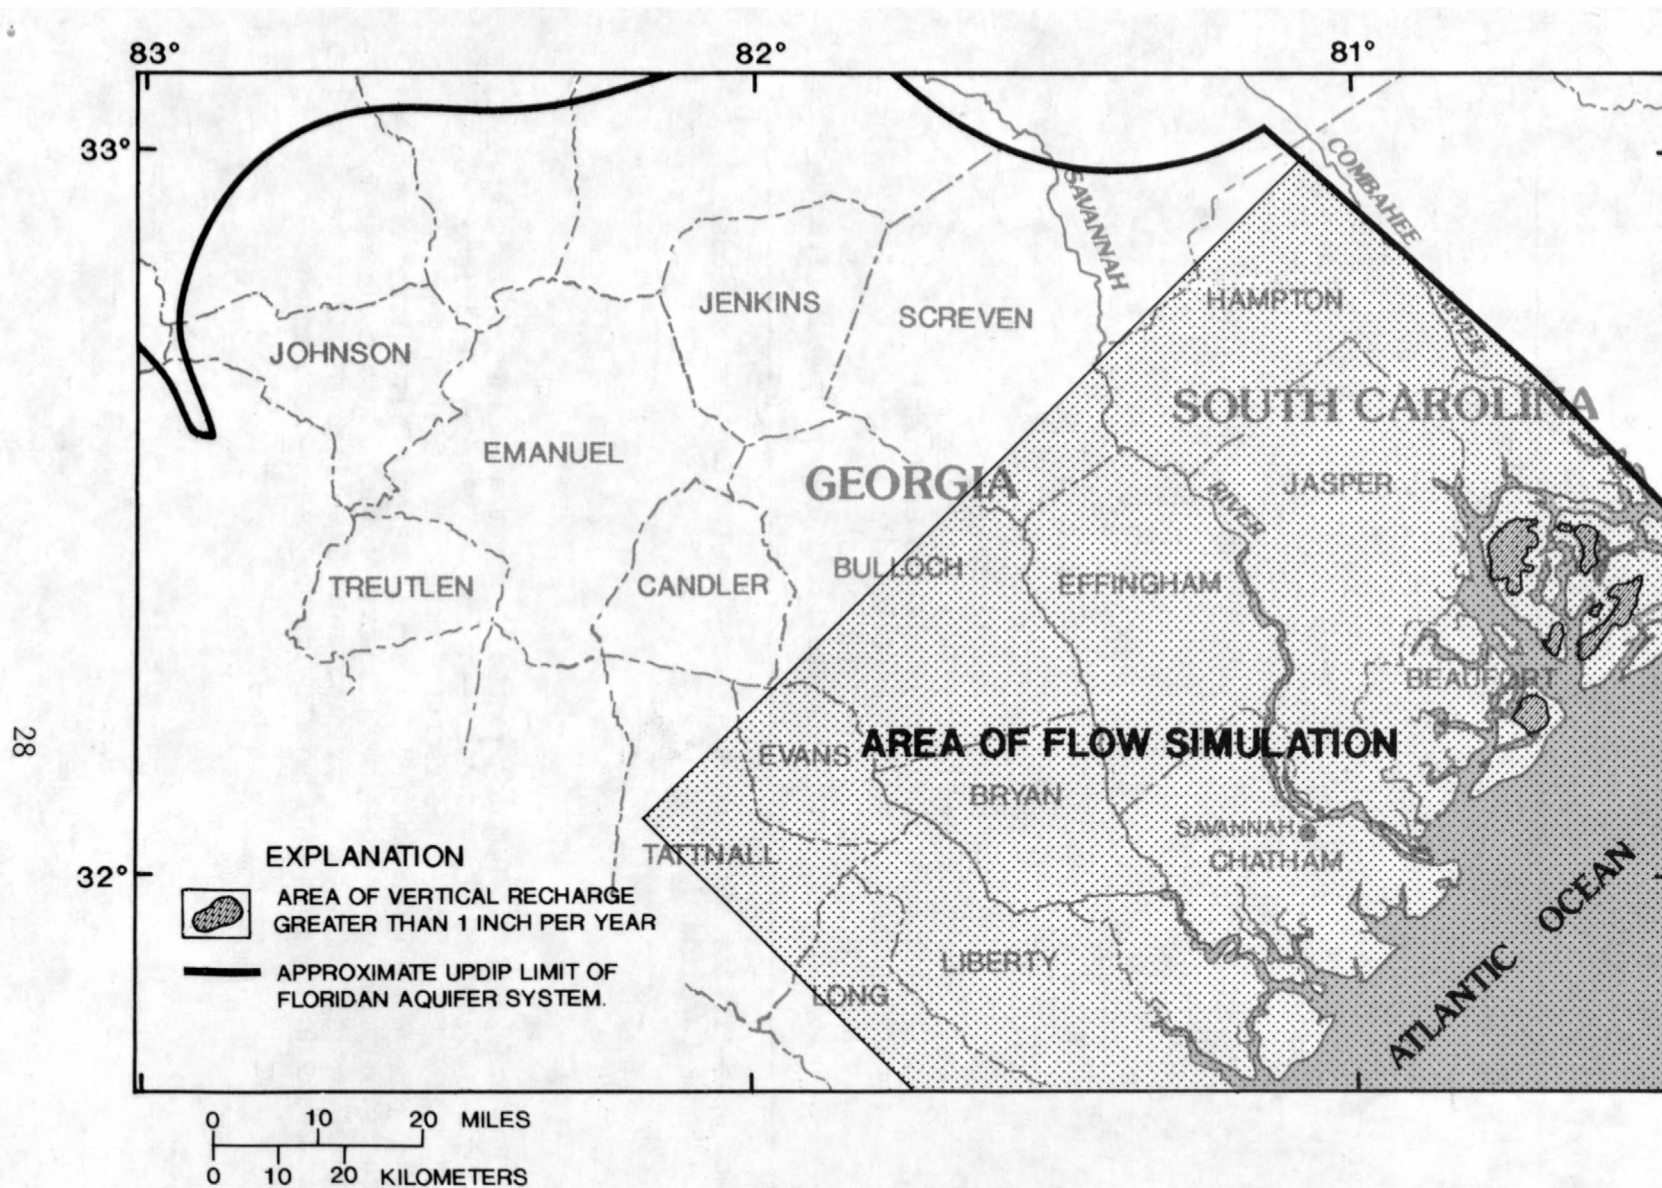 83°
82°
81°
33°
COMBAHEE
SAVANNAH
JENKINS
HAMPTON
SCREVEN
RIVER
JOHNSON
SOUTH CAROLINA
EMANUEL
GEORGIA
JASPER
RIVER
BULLOCH
TREUTLEN
CANDLER
EFFINGHAM
BEAUFORT
28
EVANS
AREA OF FLOW SIMULATION
BRYAN
SAVANNAH
TATTNALL
CHATHAM
32°
EXPLANATION
AREA OF VERTICAL RECHARGE
GREATER THAN 1 INCH PER YEAR
ATLANTIC OCEAN
LIBERTY
APPROXIMATE UPDIP LIMIT OF
FLORIDAN AQUIFER SYSTEM.
LONG
0 10 20 MILES
0 10 20 KILOMETERS